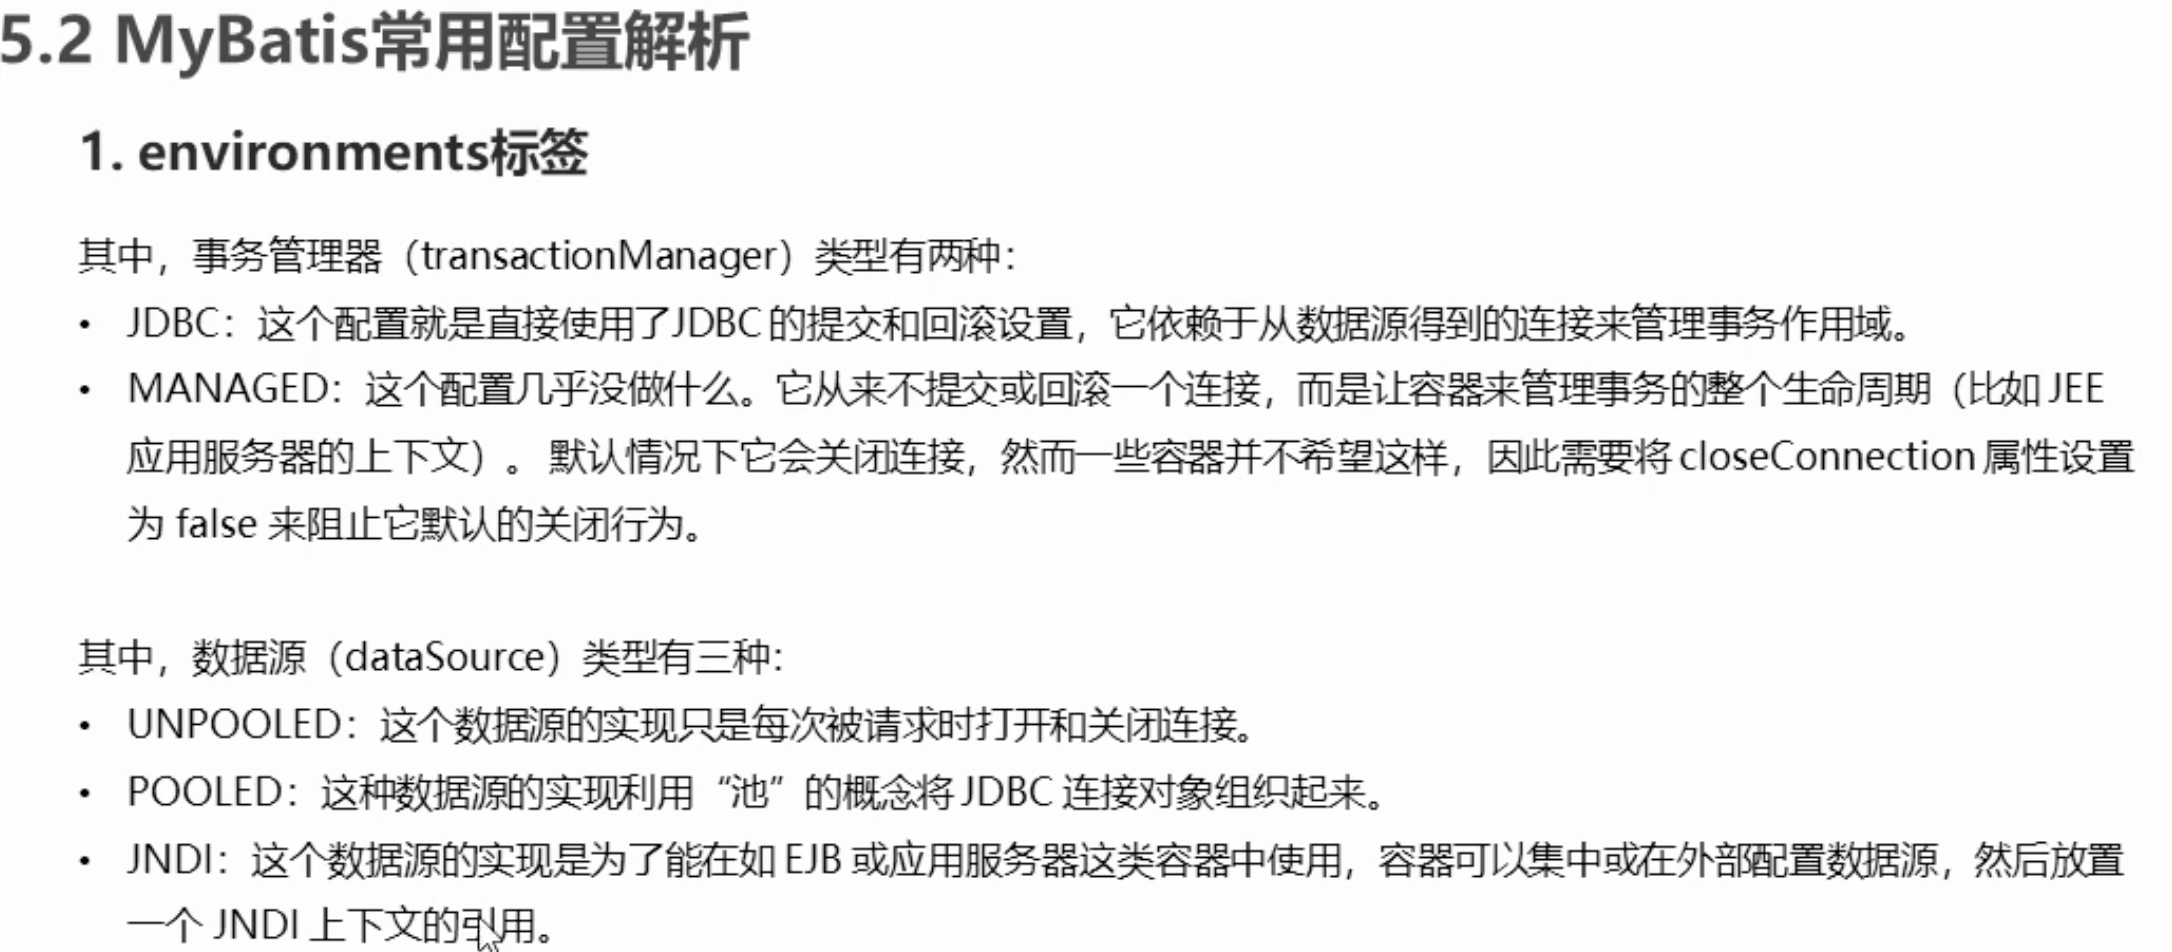 5.2 MyBatis常用配置解析
1. environments标签
其中，事务管理器（transactionManager）类型有两种：
• JDBC：这个配置就是直接使用了JDBC 的提交和回滚设置，它依赖于从数据源得到的连接来管理事务作用域。
• MANAGED：这个配置几乎没做什么。它从来不提交或回滚一个连接，而是让容器来管理事务的整个生命周期（比如 JEE
应用服务器的上下文）。 默认情况下它会关闭连接，然而一些容器并不希望这样，因此需要将 closeConnection 属性设置
为 false 来阻止它默认的关闭行为。
其中，数据源（dataSource）类型有三种：
• UNPOOLED：这个数据源的实现只是每次被请求时打开和关闭连接。
• POOLED：这种数据源的实现利用“池”的概念将 JDBC 连接对象组织起来。
• JNDI：这个数据源的实现是为了能在如 EJB 或应用服务器这类容器中使用，容器可以集中或在外部配置数据源，然后放置
一个 JNDI 上下文的引用。